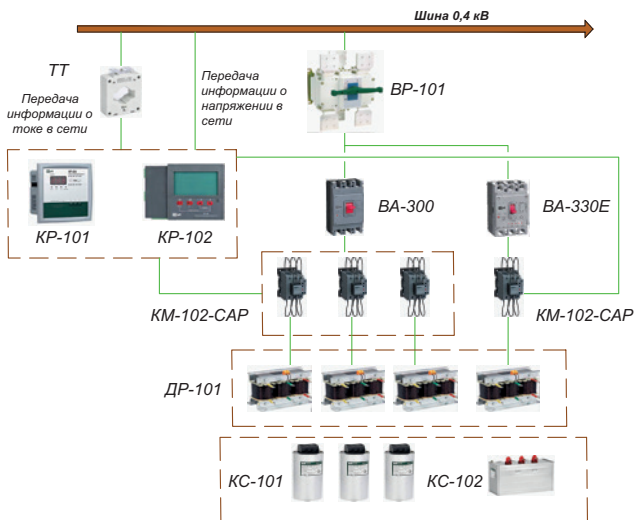 Шина 0,4 кВ
ТТ
Передача
информации о
токе в сети
Передача
информации о
напряжении в
сети
ВР-101
КР-101
КР-102
ВА-300
ВА-330Е
КМ-102-САР
КМ-102-САР
ДР-101
КС-101
КС-102